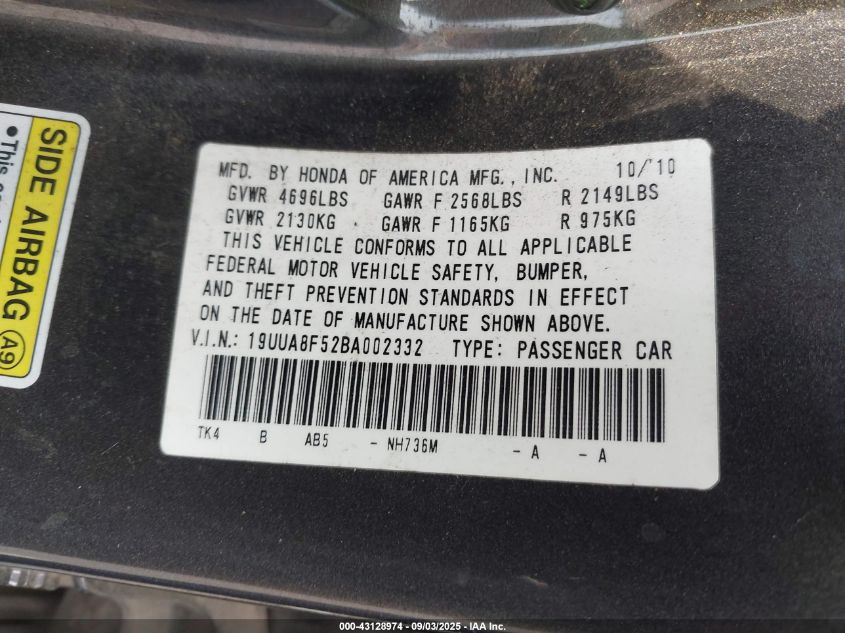 SIDE AIRBAG A9
•This
MFD. BY HONDA OF AMERICA MFG., INC. 10/'10
GVWR 4696LBS GAWR F 2568LBS R 2149LBS
GVWR 2130KG GAWR F 1165KG R 975KG
THIS VEHICLE CONFORMS TO ALL APPLICABLE
FEDERAL MOTOR VEHICLE SAFETY, BUMPER,
AND THEFT PREVENTION STANDARDS IN EFFECT
ON THE DATE OF MANUFACTURE SHOWN ABOVE.
V.I.N.: 19UUA8F52BA002332 TYPE: PASSENGER CAR
TK4 B AB5 - NH736M - A - A
000-43128974 - 09/03/2025 - IAA Inc.